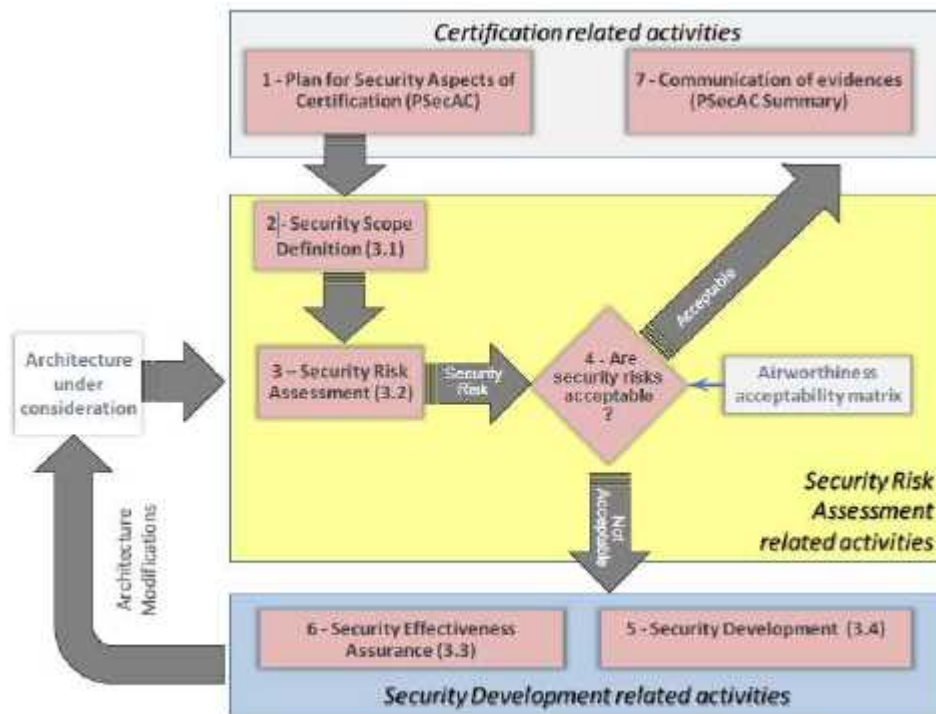 Certification related activities
1 - Plan for Security Aspects of
Certification (PSecAC)
7 - Communication of evidences
(PSecAC Summary)
2 - Security Scope
Definition (3.1)
Acceptable
Architecture
under
consideration
3 – Security Risk
Assessment (3.2)
Security
Risk
4 - Are
security risks
acceptable
?
Airworthiness
acceptability matrix
Security Risk
Assessment
related activities
Not
Acceptable
Architecture
Modifications
6 - Security Effectiveness
Assurance (3.3)
5 - Security Development (3.4)
Security Development related activities